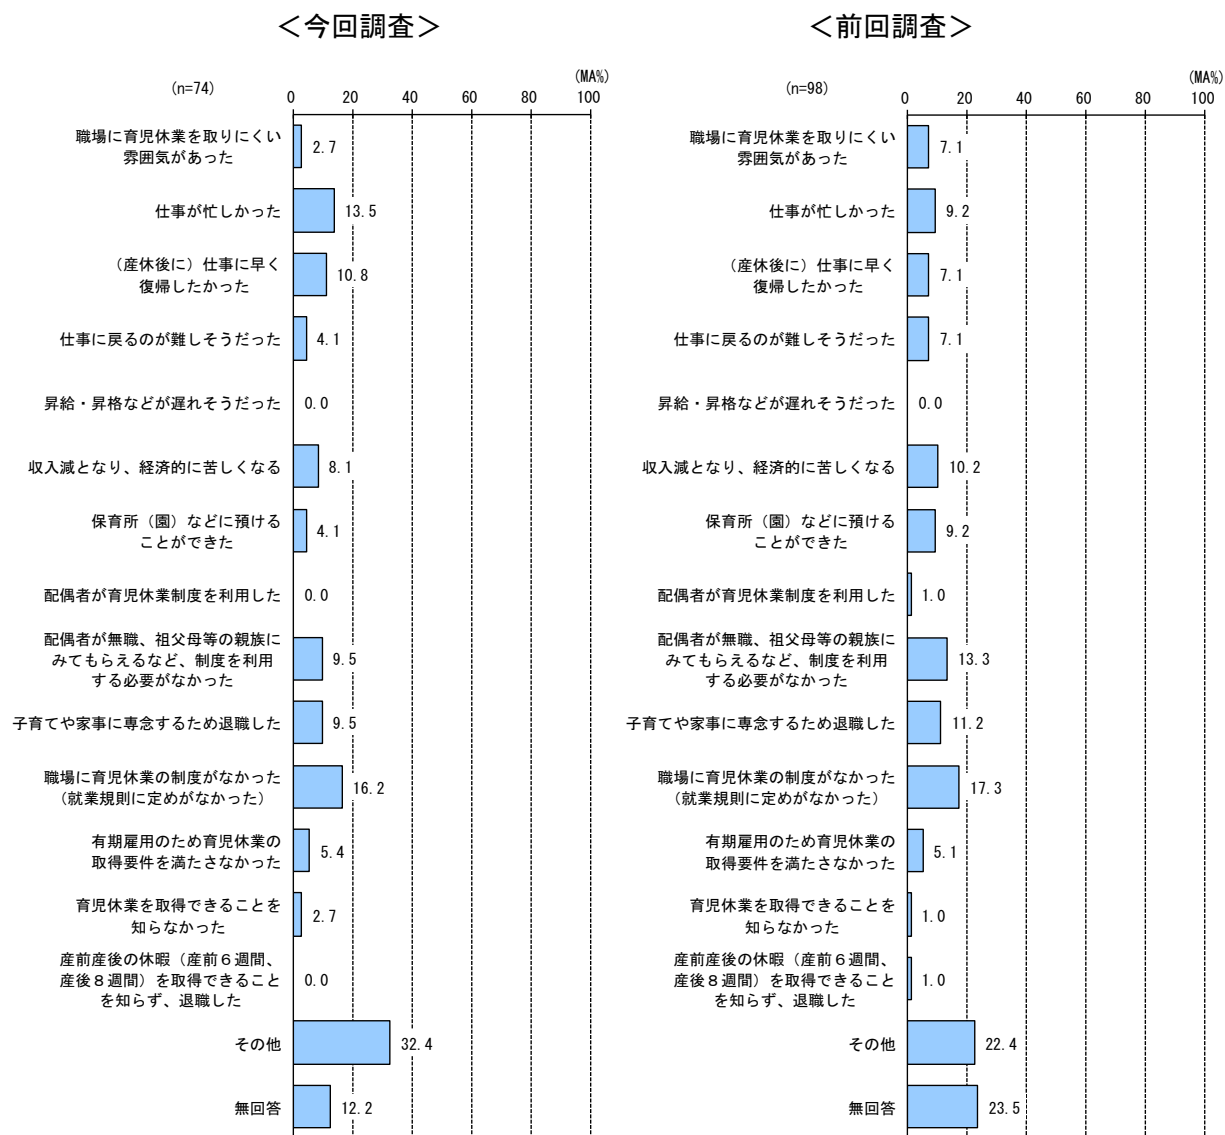 ＜今回調査＞
(n=74)
(MA%)
0 20 40 60 80 100
職場に育児休業を取りにくい
雰囲気があった
2.7
仕事が忙しかった
13.5
（産休後に）仕事に早く
復帰したかった
10.8
仕事に戻るのが難しそうだった
4.1
昇給・昇格などが遅れそうだった
0.0
収入減となり、経済的に苦しくなる
8.1
保育所（園）などに預ける
ことができた
4.1
配偶者が育児休業制度を利用した
0.0
配偶者が無職、祖父母等の親族に
みてもらえるなど、制度を利用
する必要がなかった
9.5
子育てや家事に専念するため退職した
9.5
職場に育児休業の制度がなかった
（就業規則に定めがなかった）
16.2
有期雇用のため育児休業の
取得要件を満たさなかった
5.4
育児休業を取得できることを
知らなかった
2.7
産前産後の休暇（産前６週間、
産後８週間）を取得できること
を知らず、退職した
0.0
その他
32.4
無回答
12.2
＜前回調査＞
(n=98)
(MA%)
0 20 40 60 80 100
職場に育児休業を取りにくい
雰囲気があった
7.1
仕事が忙しかった
9.2
（産休後に）仕事に早く
復帰したかった
7.1
仕事に戻るのが難しそうだった
7.1
昇給・昇格などが遅れそうだった
0.0
収入減となり、経済的に苦しくなる
10.2
保育所（園）などに預ける
ことができた
9.2
配偶者が育児休業制度を利用した
1.0
配偶者が無職、祖父母等の親族に
みてもらえるなど、制度を利用
する必要がなかった
13.3
子育てや家事に専念するため退職した
11.2
職場に育児休業の制度がなかった
（就業規則に定めがなかった）
17.3
有期雇用のため育児休業の
取得要件を満たさなかった
5.1
育児休業を取得できることを
知らなかった
1.0
産前産後の休暇（産前６週間、
産後８週間）を取得できること
を知らず、退職した
1.0
その他
22.4
無回答
23.5